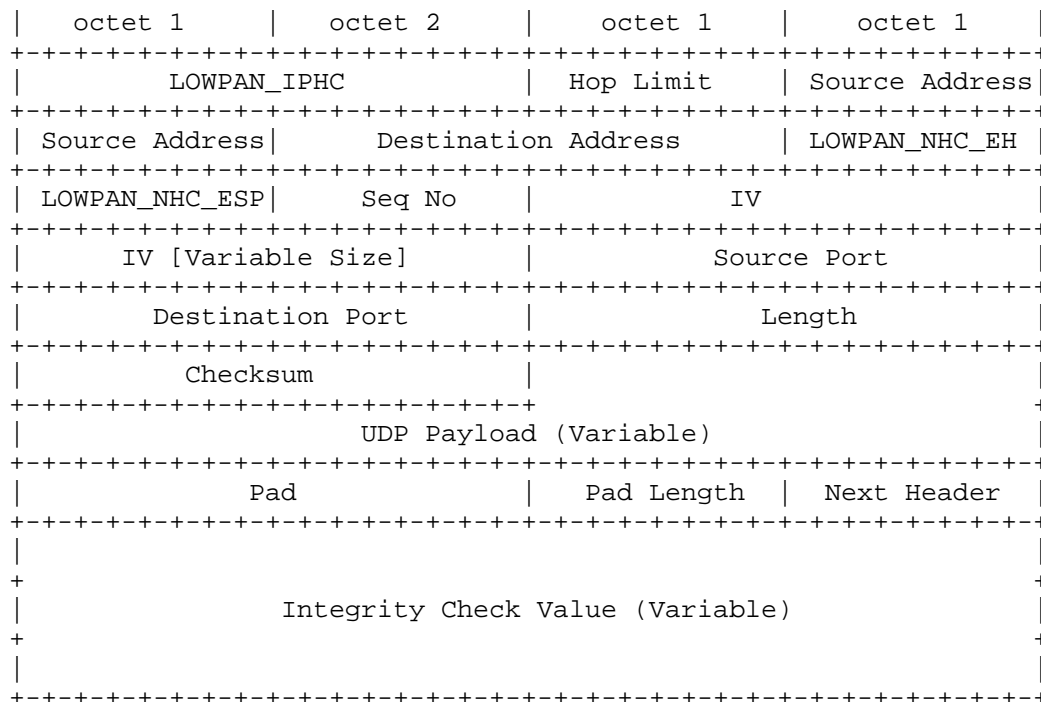 |   octet 1     |   octet 2     |    octet 1    |    octet 1    |
+-+-+-+-+-+-+-+-+-+-+-+-+-+-+-+-+-+-+-+-+-+-+-+-+-+-+-+-+-+-+-+-+
|         LOWPAN_IPHC           |  Hop Limit    | Source Address|
+-+-+-+-+-+-+-+-+-+-+-+-+-+-+-+-+-+-+-+-+-+-+-+-+-+-+-+-+-+-+-+-+
| Source Address|      Destination Address      | LOWPAN_NHC_EH |
+-+-+-+-+-+-+-+-+-+-+-+-+-+-+-+-+-+-+-+-+-+-+-+-+-+-+-+-+-+-+-+-+
| LOWPAN_NHC_ESP|     Seq No    |            IV                 |
+-+-+-+-+-+-+-+-+-+-+-+-+-+-+-+-+-+-+-+-+-+-+-+-+-+-+-+-+-+-+-+-+
|      IV [Variable Size]       |           Source Port         |
+-+-+-+-+-+-+-+-+-+-+-+-+-+-+-+-+-+-+-+-+-+-+-+-+-+-+-+-+-+-+-+-+
|        Destination Port       |              Length           |
+-+-+-+-+-+-+-+-+-+-+-+-+-+-+-+-+-+-+-+-+-+-+-+-+-+-+-+-+-+-+-+-+
|          Checksum             |                               |
+-+-+-+-+-+-+-+-+-+-+-+-+-+-+-+-+                               +
|                     UDP Payload (Variable)                    |
+-+-+-+-+-+-+-+-+-+-+-+-+-+-+-+-+-+-+-+-+-+-+-+-+-+-+-+-+-+-+-+-+
|              Pad              |   Pad Length  |  Next Header  |
+-+-+-+-+-+-+-+-+-+-+-+-+-+-+-+-+-+-+-+-+-+-+-+-+-+-+-+-+-+-+-+-+
|                                                               |
+                                                               +
|                Integrity Check Value (Variable)               |
+                                                               +
|                                                               |
+-+-+-+-+-+-+-+-+-+-+-+-+-+-+-+-+-+-+-+-+-+-+-+-+-+-+-+-+-+-+-+-+